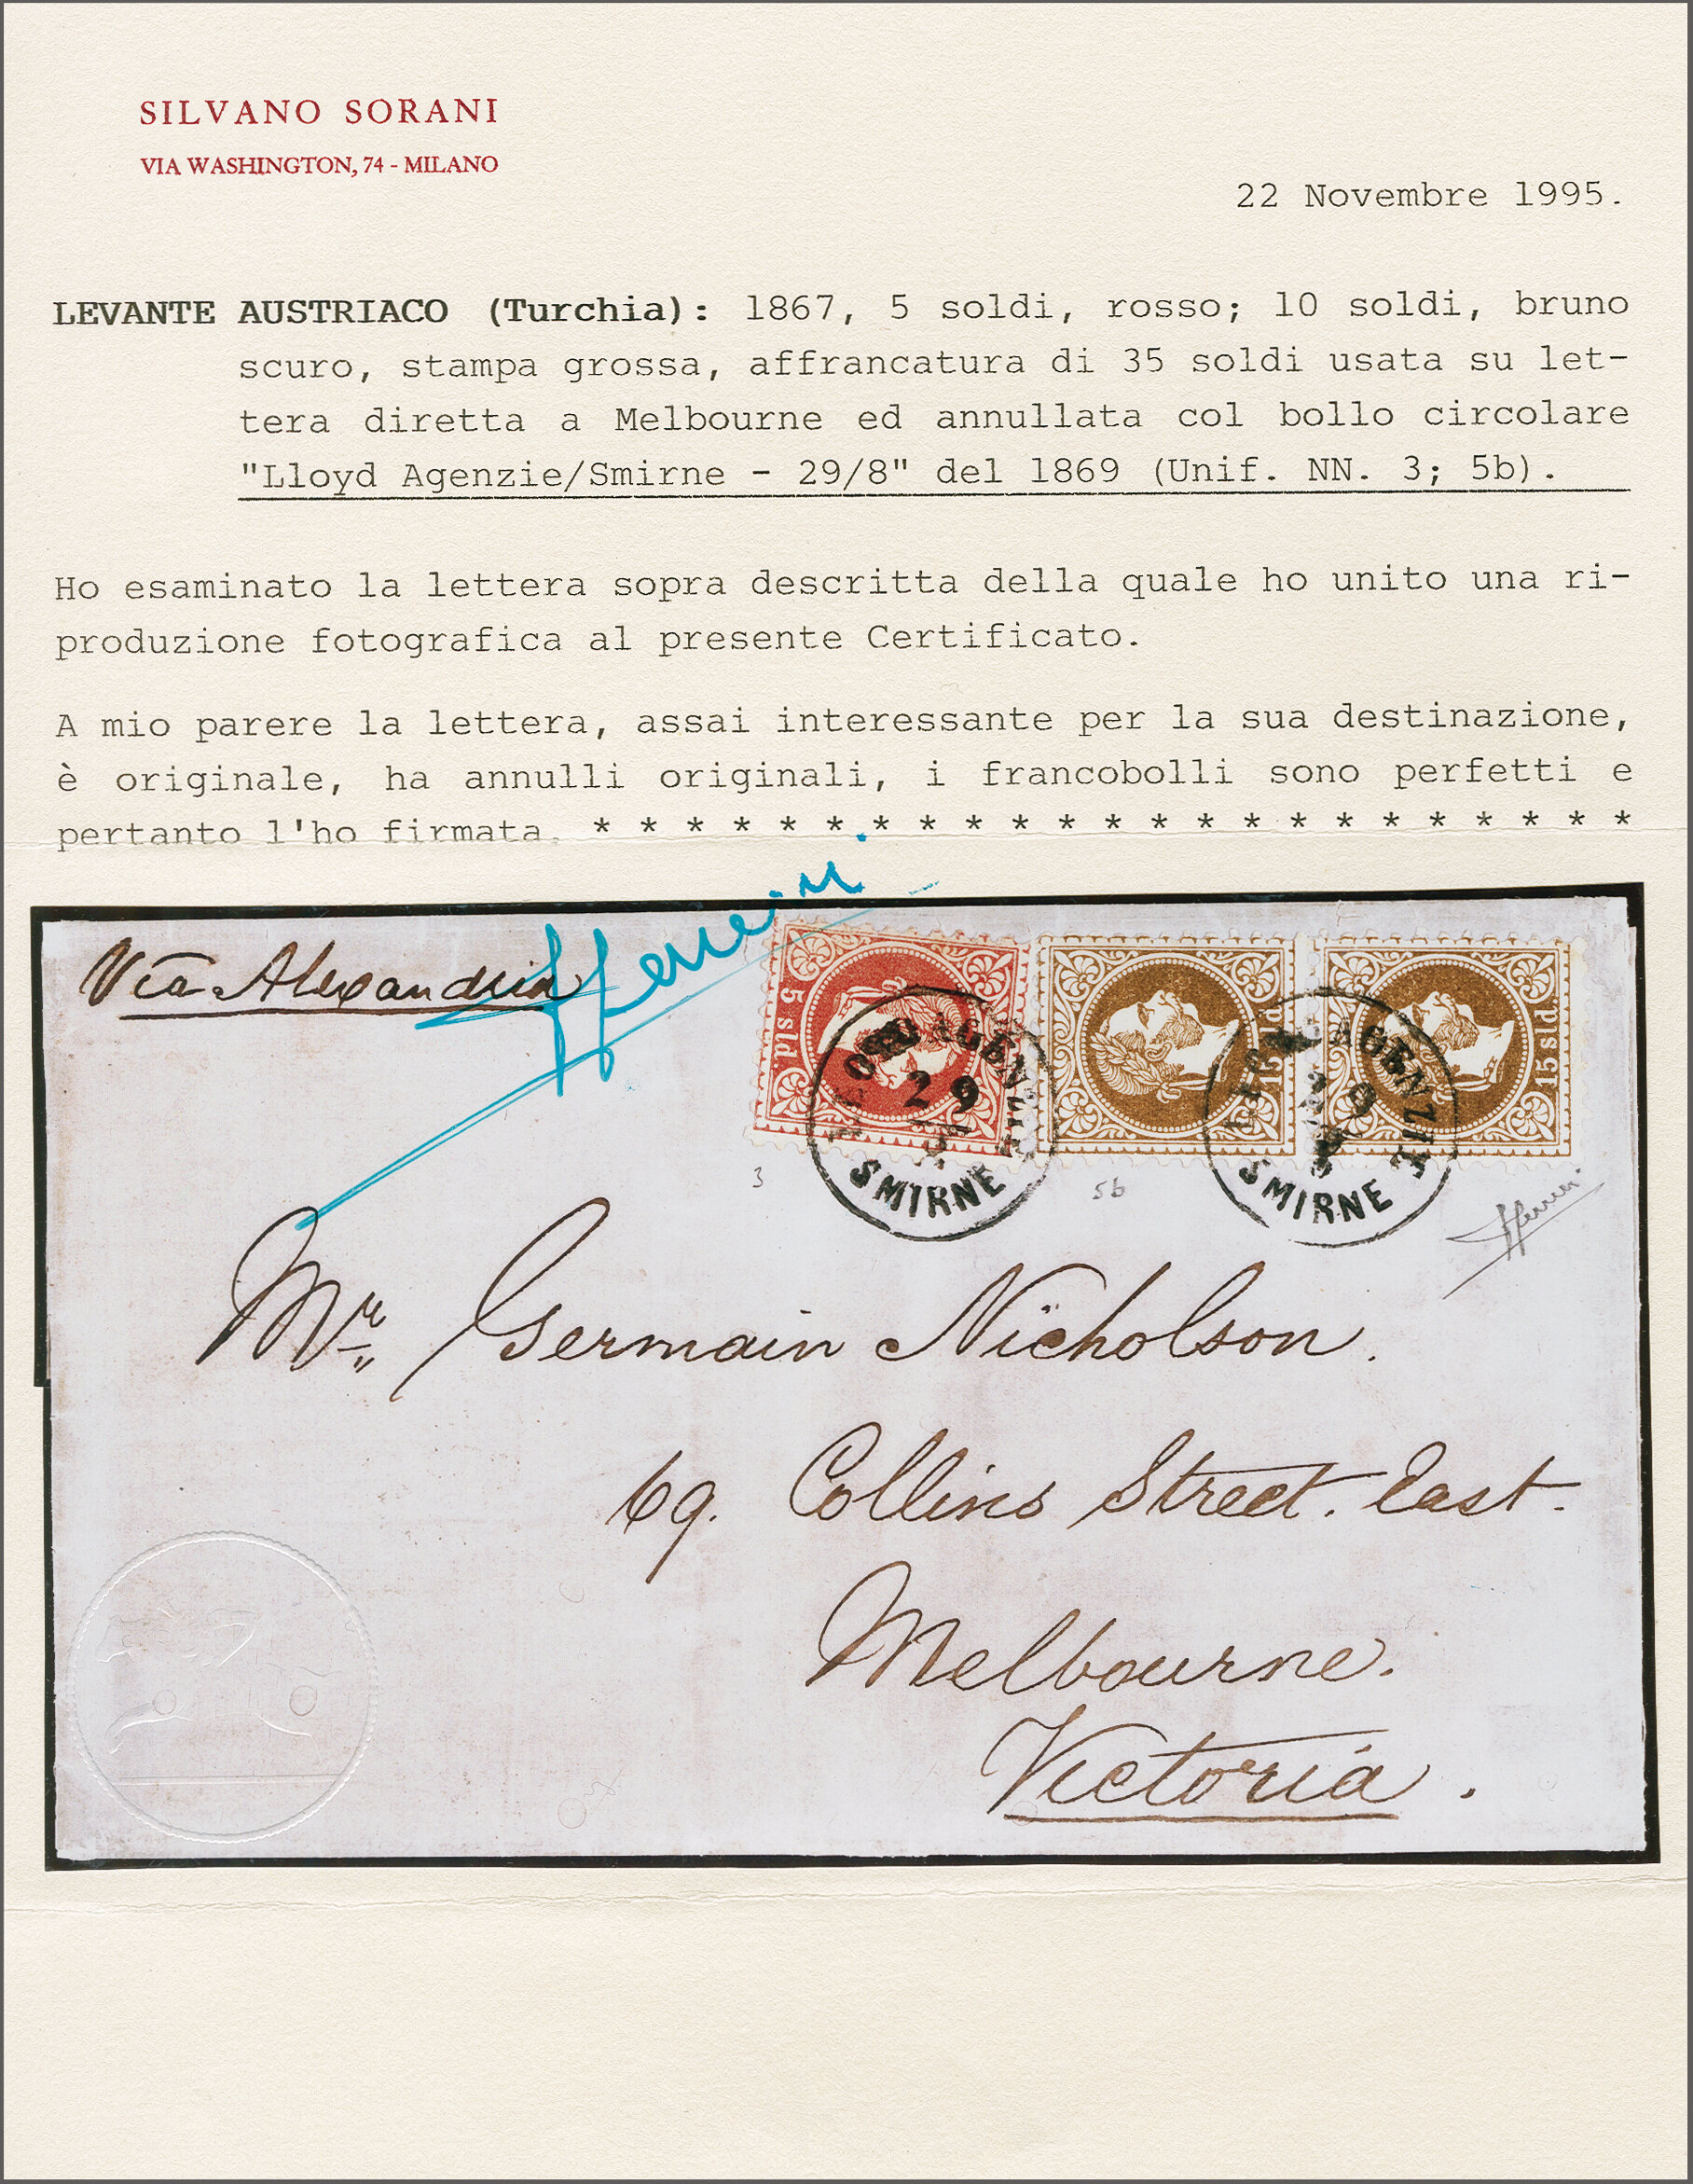 SILVANO SORANI
VIA WASHINGTON, 74 - MILANO
22 Novembre 1995.
LEVANTE AUSTRIACO (Turchia): 1867, 5 soldi, rosso; 10 soldi, bruno
scuro, stampa grossa, affrancatura di 35 soldi usata su let-
tera diretta a Melbourne ed annullata col bollo circolare
"Lloyd Agenzie/Smirne - 29/8" del 1869 (Unif. NN. 3; 5b).
Ho esaminato la lettera sopra descritta della quale ho unito una ri-
produzione fotografica al presente Certificato.
A mio parere la lettera, assai interessante per la sua destinazione,
è originale, ha annulli originali, i francobolli sono perfetti e
pertanto l'ho firmata. * * * * * * * * * * * * * * * * * * * * * * *
Via Alexandria
5 sld
15 sld
15 sld
AGENZIE
29
SMIRNE
AGENZIE
29
SMIRNE
3
5b
Mr. Germain Nicholson.
69. Collins Street. East.
Melbourne.
Victoria.